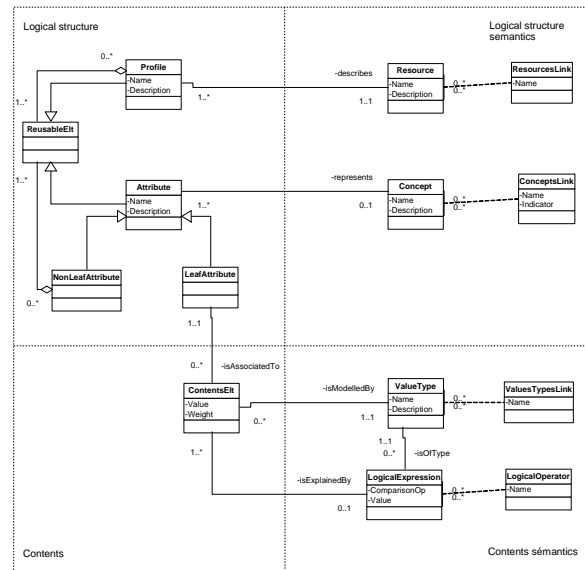 Logical structure
Logical structure
semantics
0..*
Profile
-Name
-Description
-describes
Resource
-Name
-Description
0..*
0..*
ResourcesLink
-Name
1..*
1..*
1..1
ReusableElt
1..*
Attribute
-Name
-Description
1..*
-represents
0..1
Concept
-Name
-Description
0..*
0..*
ConceptsLink
-Name
-Indicator
NonLeafAttribute
LeafAttribute
0..*
1..1
0..*
-isAssociatedTo
ContentsElt
-Value
-Weight
-isModelledBy
0..*
ValueType
-Name
-Description
1..1
0..*
0..*
ValuesTypesLink
-Name
1..1
0..*
-isOfType
1..*
-isExplainedBy
0..1
LogicalExpression
-ComparisonOp
-Value
0..*
0..*
LogicalOperator
-Name
Contents
Contents sémantics